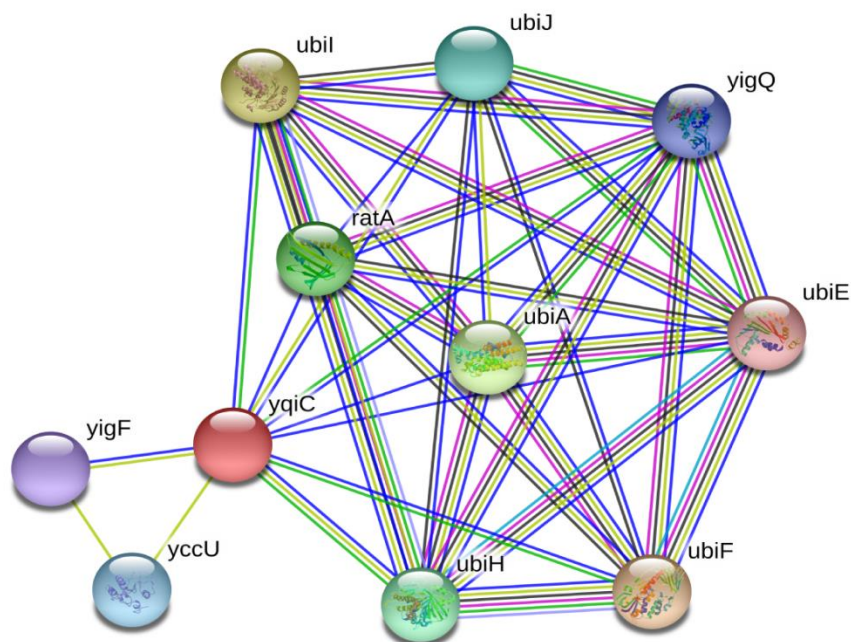 ubiJ
ubiI
yigQ
ratA
ubiE
ubiA
yqiC
yigF
yccU
ubiF
ubiH